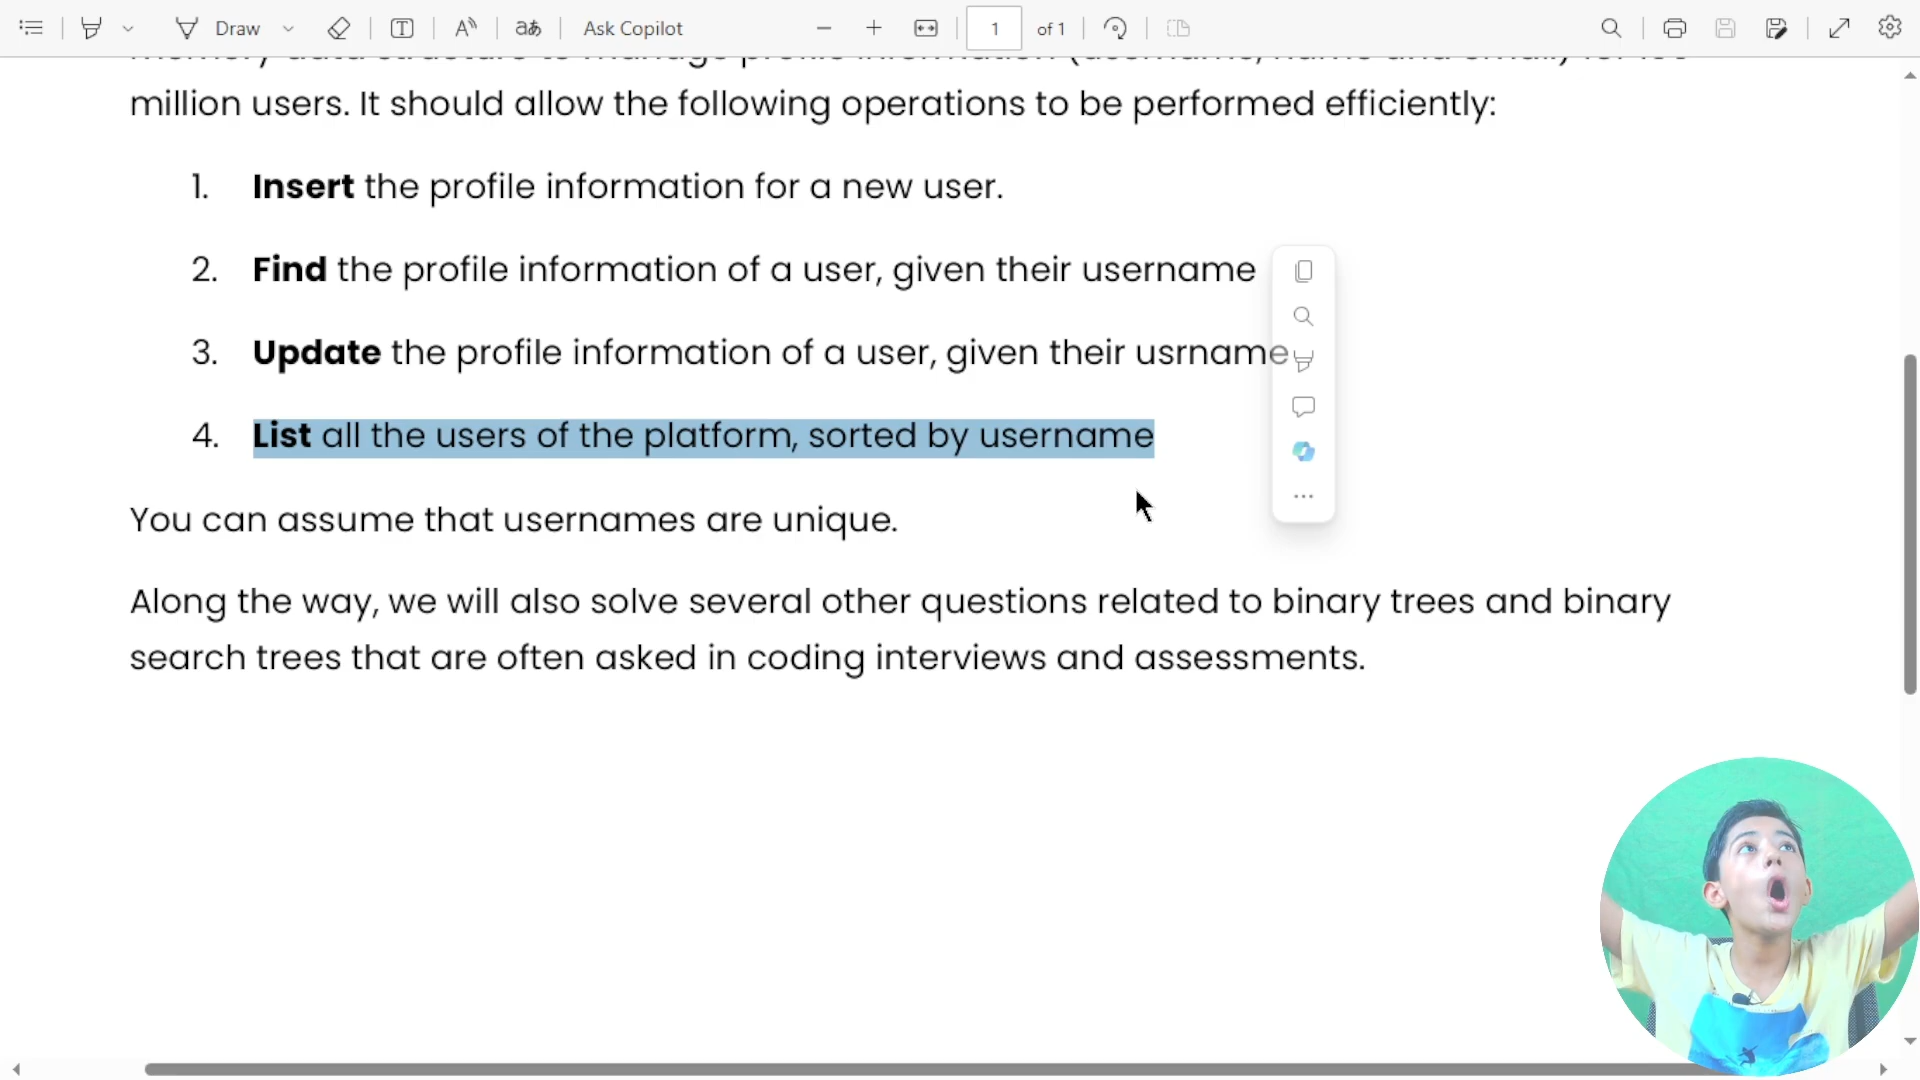 Draw
aあ
Ask Copilot
1
of 1
million users. It should allow the following operations to be performed efficiently:
1. Insert the profile information for a new user.
2. Find the profile information of a user, given their username
3. Update the profile information of a user, given their usrname
4. List all the users of the platform, sorted by username
You can assume that usernames are unique.
Along the way, we will also solve several other questions related to binary trees and binary
search trees that are often asked in coding interviews and assessments.